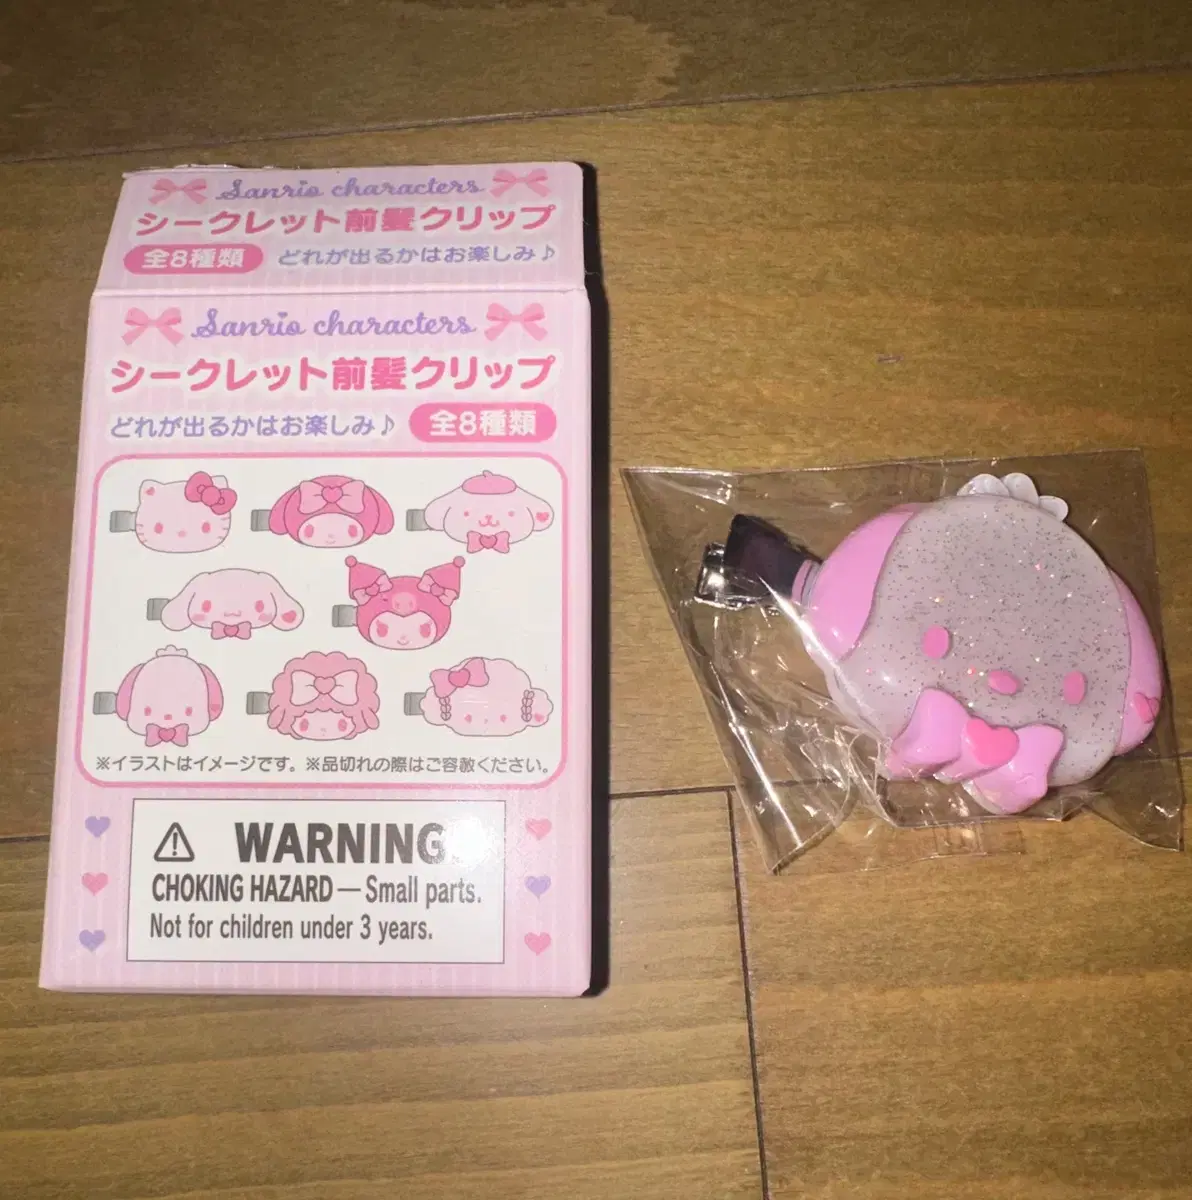 Sanrio characters
シークレット前髪クリップ
全8種類 どれが出るかはお楽しみ♪
Sanrio characters
シークレット前髪クリップ
どれが出るかはお楽しみ♪ 全8種類
※イラストはイメージです。※品切れの際はご容赦ください。
⚠ WARNING
CHOKING HAZARD — Small parts.
Not for children under 3 years.